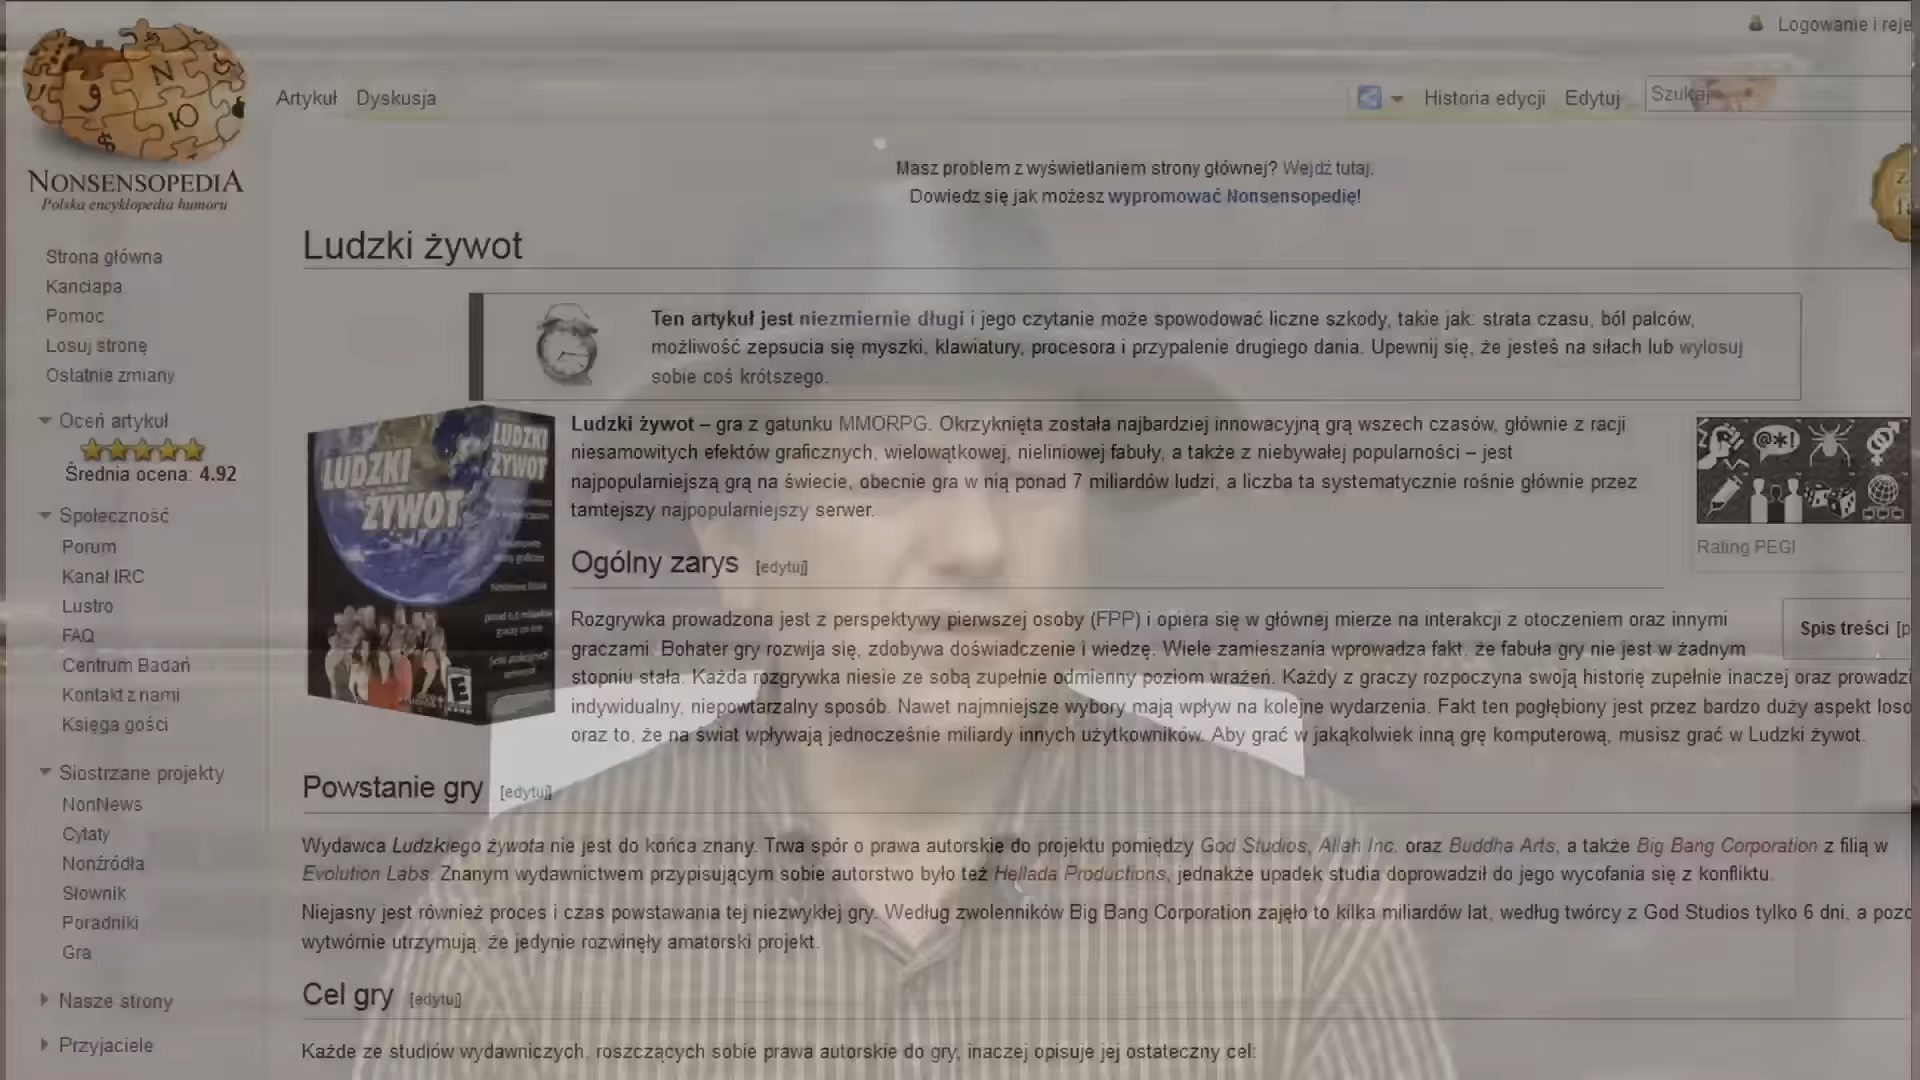 Logowanie i reje
Artykuł Dyskusja
Historia edycji Edytuj Szukaj
NONSENSOPEDIA
Polska encyklopedia humoru
Masz problem z wyświetlaniem strony głównej? Wejdź tutaj.
Dowiedz się jak możesz wypromować Nonsensopedię!
Strona główna
Kanciapa
Pomoc
Losuj stronę
Ostatnie zmiany
Oceń artykuł
Średnia ocena: 4.92
Społeczność
Porum
Kanał IRC
Lustro
FAQ
Centrum Badań
Kontakt z nami
Księga gości
Siostrzane projekty
NonNews
Cytaty
Nonźródła
Słownik
Poradniki
Gra
Nasze strony
Przyjaciele
Ludzki żywot
Ten artykuł jest niezmiernie długi i jego czytanie może spowodować liczne szkody, takie jak: strata czasu, ból palców,
możliwość zepsucia się myszki, klawiatury, procesora i przypalenie drugiego dania. Upewnij się, że jesteś na siłach lub wylosuj
sobie coś krótszego.
LUDZKI
ŻYWOT
LUDZKI
ŻYWOT
Ludzki żywot – gra z gatunku MMORPG. Okrzyknięta została najbardziej innowacyjną grą wszech czasów, głównie z racji
niesamowitych efektów graficznych, wielowątkowej, nieliniowej fabuły, a także z niebywałej popularności – jest
najpopularniejszą grą na świecie, obecnie gra w nią ponad 7 miliardów ludzi, a liczba ta systematycznie rośnie głównie przez
tamtejszy najpopularniejszy serwer.
@*!
Rating PEGI
Ogólny zarys [edytuj]
Spis treści [p
Rozgrywka prowadzona jest z perspektywy pierwszej osoby (FPP) i opiera się w głównej mierze na interakcji z otoczeniem oraz innymi
graczami. Bohater gry rozwija się, zdobywa doświadczenie i wiedzę. Wiele zamieszania wprowadza fakt, że fabuła gry nie jest w żadnym
stopniu stała. Każda rozgrywka niesie ze sobą zupełnie odmienny poziom wrażeń. Każdy z graczy rozpoczyna swoją historię zupełnie inaczej oraz prowadzi
indywidualny, niepowtarzalny sposób. Nawet najmniejsze wybory mają wpływ na kolejne wydarzenia. Fakt ten pogłębiony jest przez bardzo duży aspekt loso
oraz to, że na świat wpływają jednocześnie miliardy innych użytkowników. Aby grać w jakąkolwiek inną grę komputerową, musisz grać w Ludzki żywot.
Powstanie gry [edytuj]
Wydawca Ludzkiego żywota nie jest do końca znany. Trwa spór o prawa autorskie do projektu pomiędzy God Studios, Allah Inc. oraz Buddha Arts, a także Big Bang Corporation z filią w
Evolution Labs. Znanym wydawnictwem przypisującym sobie autorstwo było też Hellada Productions, jednakże upadek studia doprowadził do jego wycofania się z konfliktu.
Niejasny jest również proces i czas powstawania tej niezwykłej gry. Według zwolenników Big Bang Corporation zajęło to kilka miliardów lat, według twórcy z God Studios tylko 6 dni, a pozo
wytwórnie utrzymują, że jedynie rozwinęły amatorski projekt.
Cel gry [edytuj]
Każde ze studiów wydawniczych, roszczących sobie prawa autorskie do gry, inaczej opisuje jej ostateczny cel: